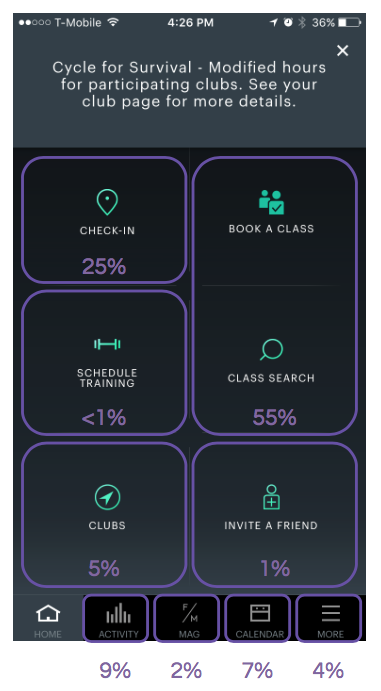 T-Mobile 4:26 PM 36%
Cycle for Survival - Modified hours
for participating clubs. See your
club page for more details.
CHECK-IN
25%
BOOK A CLASS
SCHEDULE
TRAINING
<1%
CLASS SEARCH
55%
CLUBS
5%
INVITE A FRIEND
1%
HOME
ACTIVITY
F/M
MAG
CALENDAR
MORE
9% 2% 7% 4%